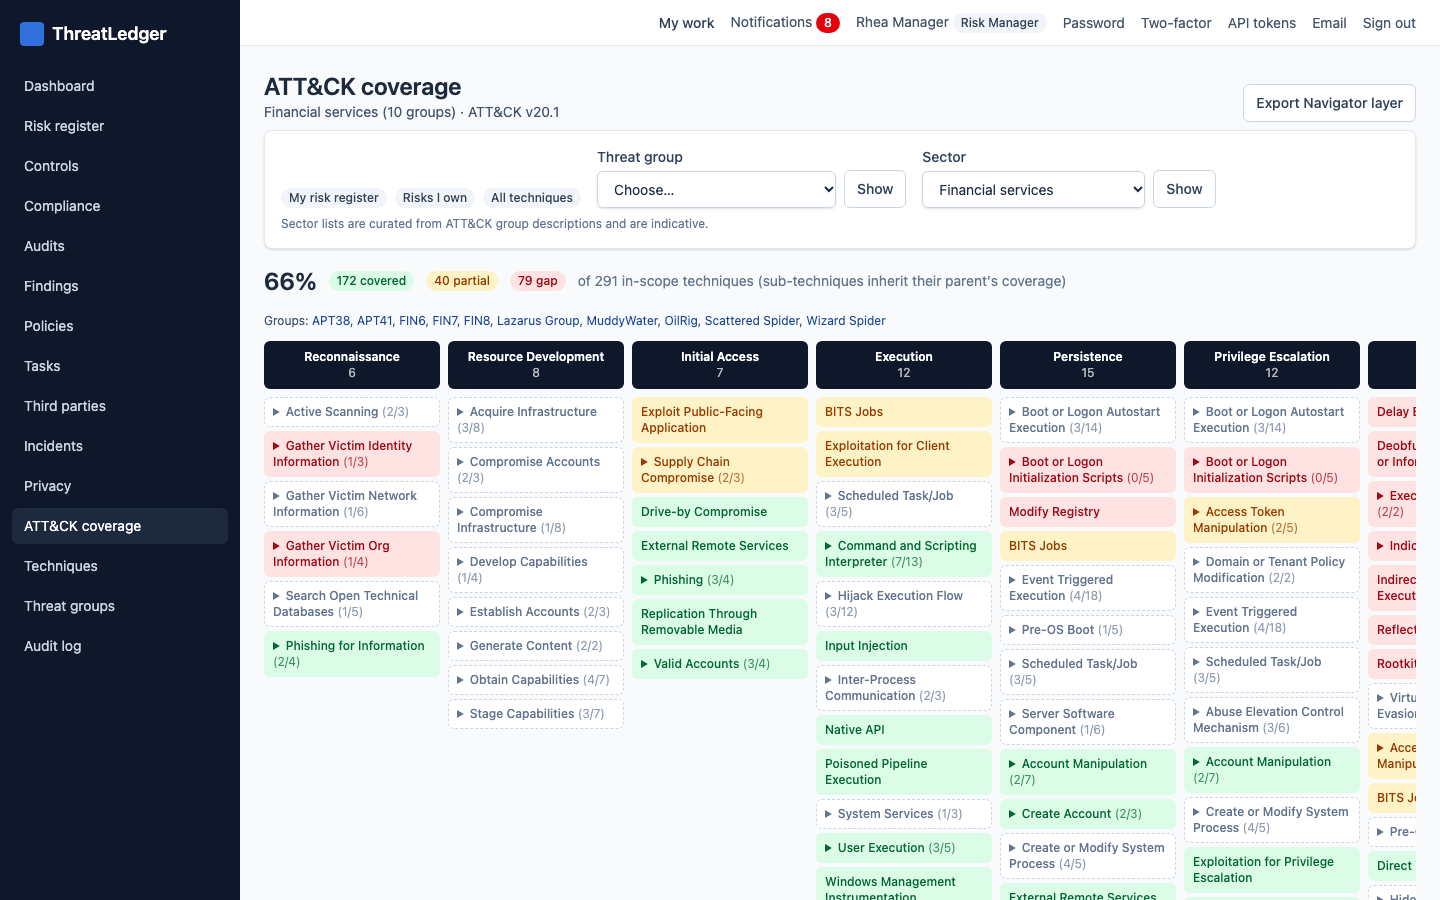 ThreatLedger
Dashboard
Risk register
Controls
Compliance
Audits
Findings
Policies
Tasks
Third parties
Incidents
Privacy
ATT&CK coverage
Techniques
Threat groups
Audit log
My work Notifications 8 Rhea Manager Risk Manager Password Two-factor API tokens Email Sign out
ATT&CK coverage
Financial services (10 groups) · ATT&CK v20.1
Export Navigator layer
My risk register Risks I own All techniques
Threat group
Choose...
Show
Sector
Financial services
Show
Sector lists are curated from ATT&CK group descriptions and are indicative.
66% 172 covered 40 partial 79 gap of 291 in-scope techniques (sub-techniques inherit their parent's coverage)
Groups: APT38, APT41, FIN6, FIN7, FIN8, Lazarus Group, MuddyWater, OilRig, Scattered Spider, Wizard Spider
Reconnaissance
6
Active Scanning (2/3)
Gather Victim Identity
Information (1/3)
Gather Victim Network
Information (1/6)
Gather Victim Org
Information (1/4)
Search Open Technical
Databases (1/5)
Phishing for Information
(2/4)
Resource Development
8
Acquire Infrastructure
(3/8)
Compromise Accounts
(2/3)
Compromise
Infrastructure (1/8)
Develop Capabilities
(1/4)
Establish Accounts (2/3)
Generate Content (2/2)
Obtain Capabilities (4/7)
Stage Capabilities (3/7)
Initial Access
7
Exploit Public-Facing
Application
Supply Chain
Compromise (2/3)
Drive-by Compromise
External Remote Services
Phishing (3/4)
Replication Through
Removable Media
Valid Accounts (3/4)
Execution
12
BITS Jobs
Exploitation for Client
Execution
Scheduled Task/Job
(3/5)
Command and Scripting
Interpreter (7/13)
Hijack Execution Flow
(3/12)
Input Injection
Inter-Process
Communication (2/3)
Native API
Poisoned Pipeline
Execution
System Services (1/3)
User Execution (3/5)
Windows Management
Instrumentation
Persistence
15
Boot or Logon Autostart
Execution (3/14)
Boot or Logon
Initialization Scripts (0/5)
Modify Registry
BITS Jobs
Event Triggered
Execution (4/18)
Pre-OS Boot (1/5)
Scheduled Task/Job
(3/5)
Server Software
Component (1/6)
Account Manipulation
(2/7)
Create Account (2/3)
Create or Modify System
Process (4/5)
External Remote Services
Privilege Escalation
12
Boot or Logon Autostart
Execution (3/14)
Boot or Logon
Initialization Scripts (0/5)
Access Token
Manipulation (2/5)
Domain or Tenant Policy
Modification (2/2)
Event Triggered
Execution (4/18)
Scheduled Task/Job
(3/5)
Abuse Elevation Control
Mechanism (3/6)
Account Manipulation
(2/7)
Create or Modify System
Process (4/5)
Exploitation for Privilege
Escalation
Delay
(2/2)
BITS
Direct